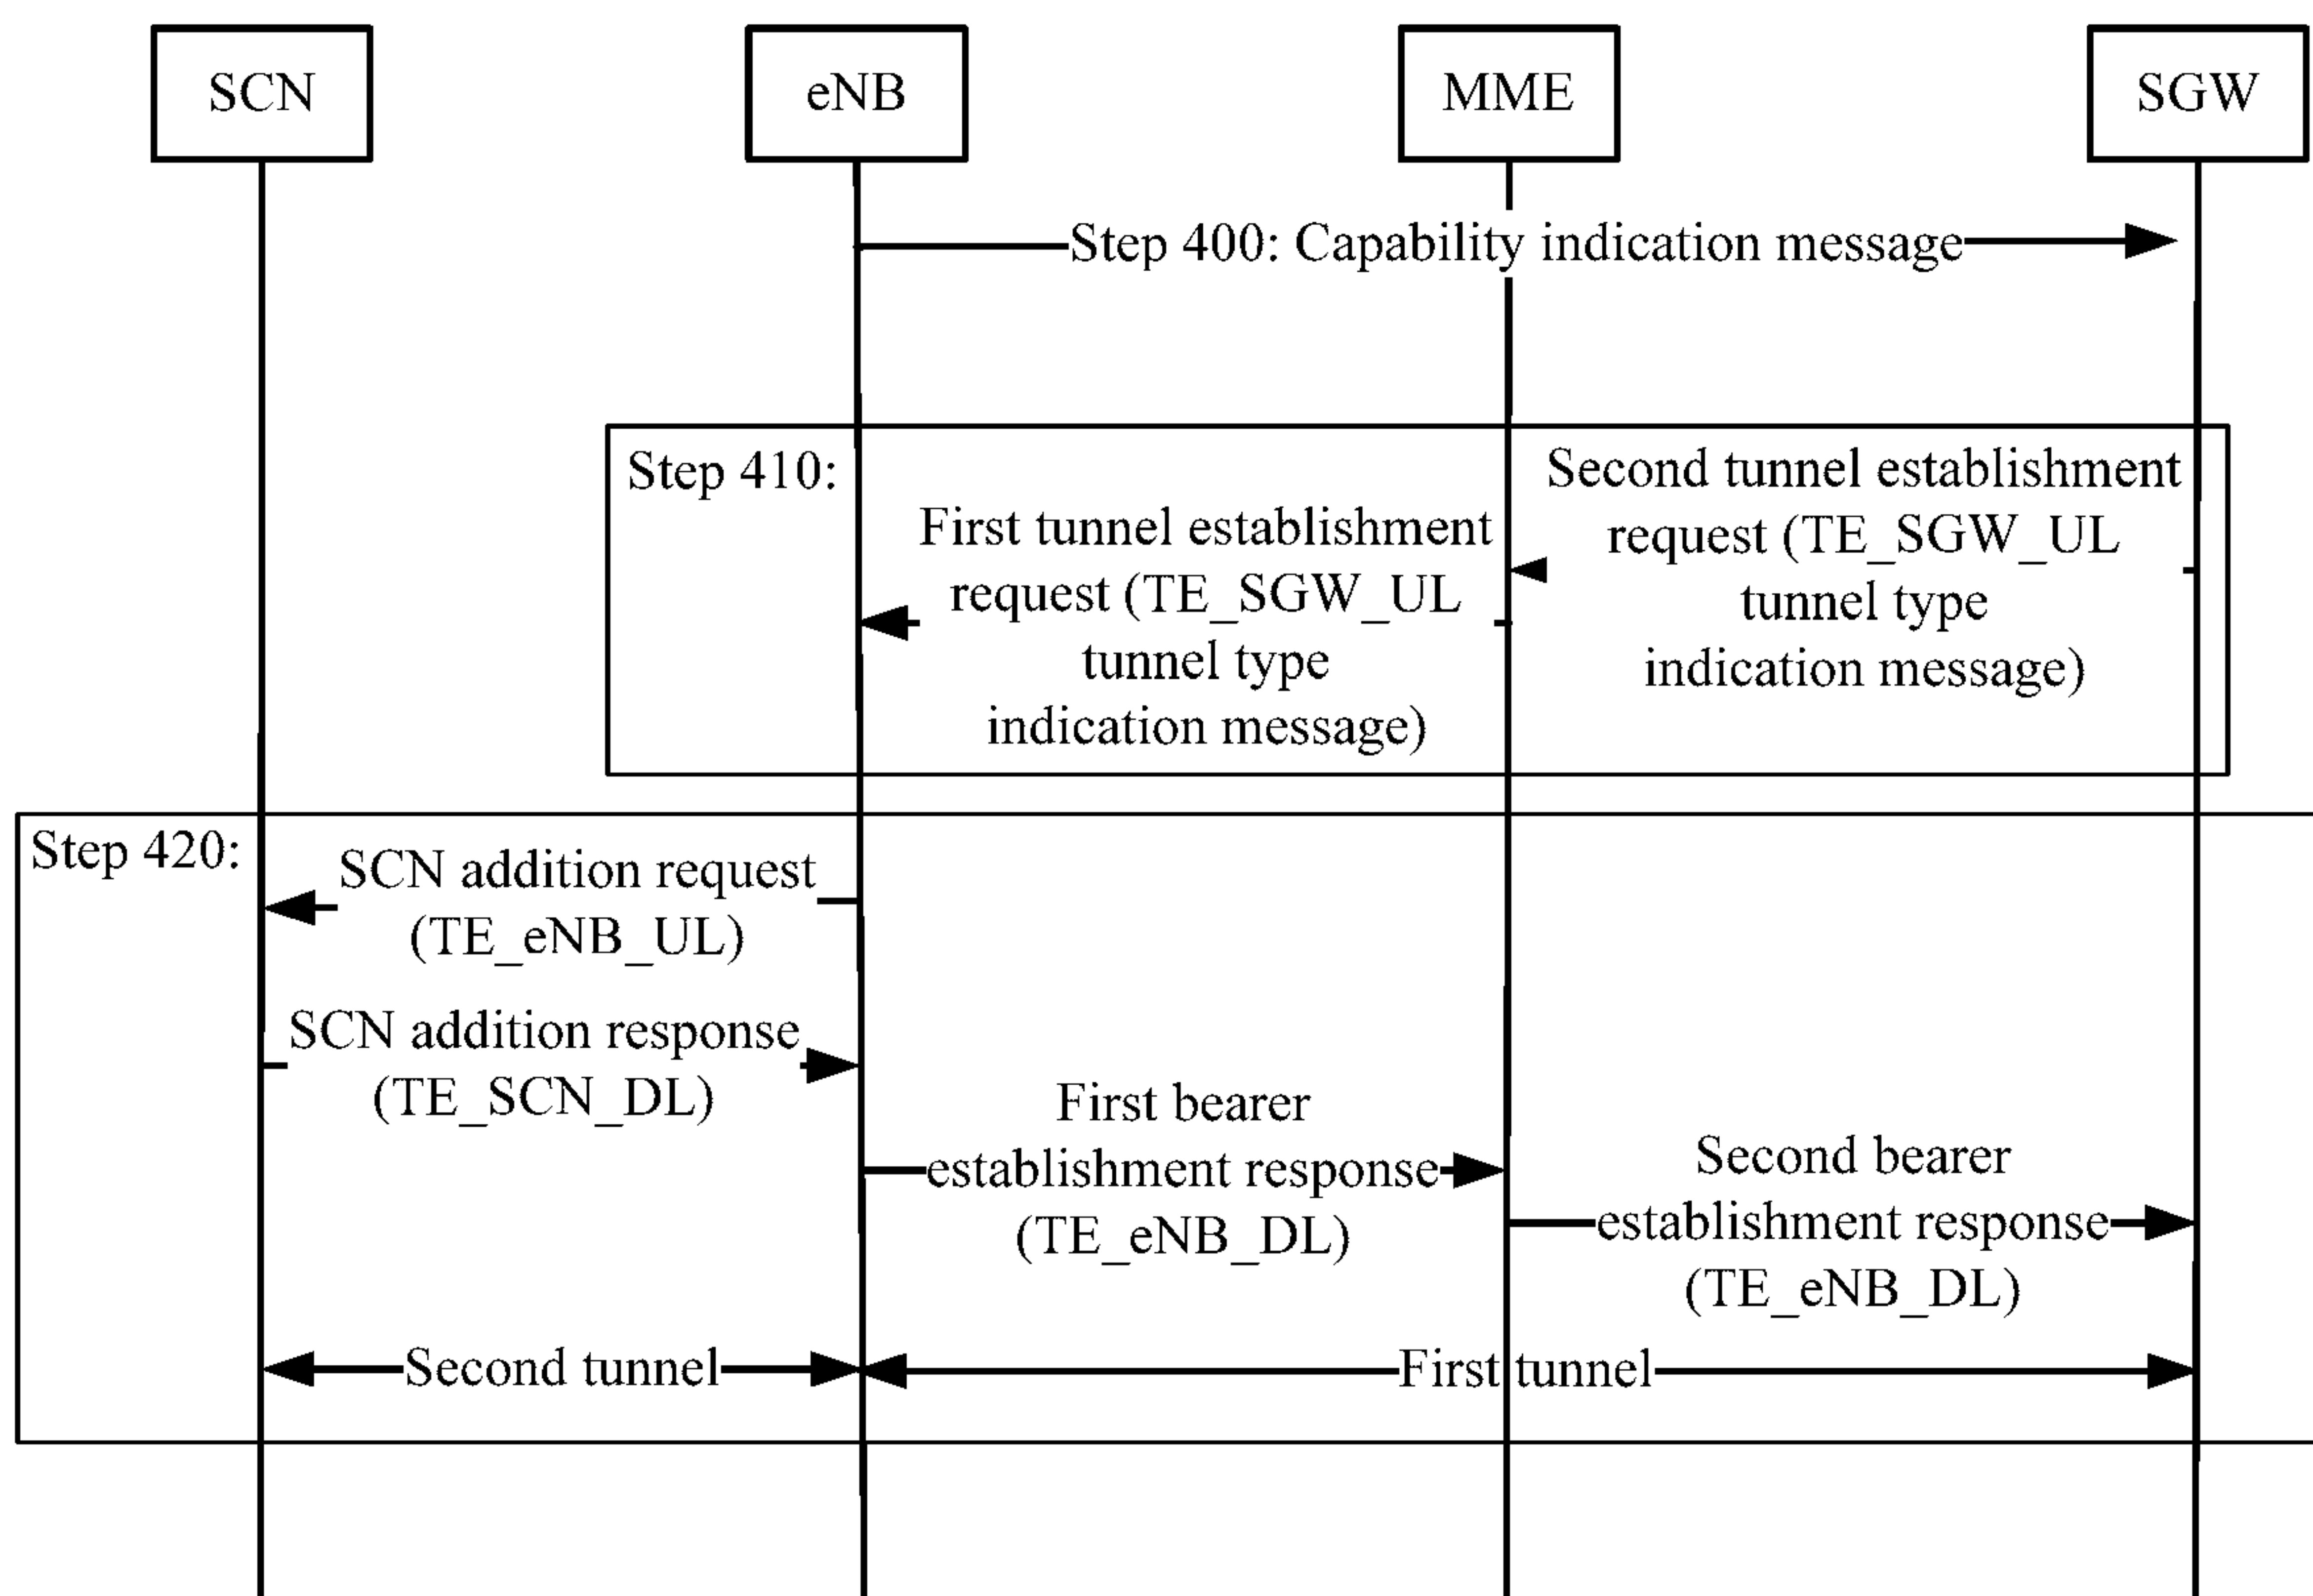 SCN
eNB
MME
SGW
Step 400: Capability indication message
Step 410:
Second tunnel establishment
request (TE_SGW_UL
tunnel type
indication message)
First tunnel establishment
request (TE_SGW_UL
tunnel type
indication message)
Step 420:
SCN addition request
(TE_eNB_UL)
SCN addition response
(TE_SCN_DL)
First bearer
establishment response
(TE_eNB_DL)
Second bearer
establishment response
(TE_eNB_DL)
Second tunnel
First tunnel